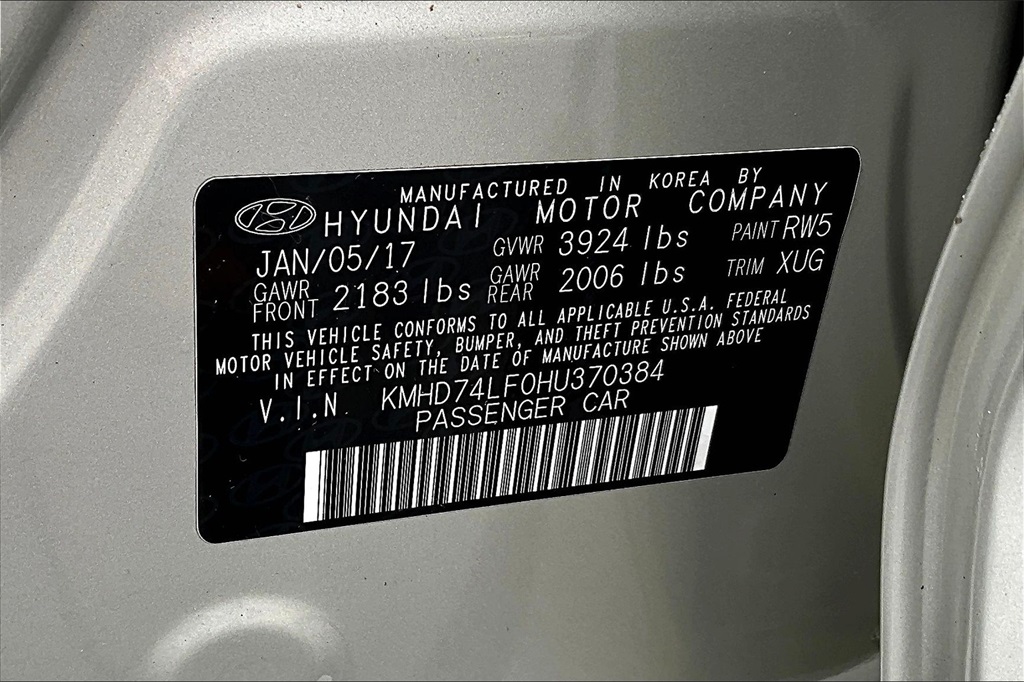 MANUFACTURED IN KOREA BY
HYUNDAI MOTOR COMPANY
JAN/05/17 GVWR 3924 lbs PAINT RW5
GAWR FRONT 2183 lbs GAWR REAR 2006 lbs TRIM XUG
THIS VEHICLE CONFORMS TO ALL APPLICABLE U.S.A. FEDERAL
MOTOR VEHICLE SAFETY, BUMPER, AND THEFT PREVENTION STANDARDS
IN EFFECT ON THE DATE OF MANUFACTURE SHOWN ABOVE
V.I.N KMHD74LF0HU370384
PASSENGER CAR